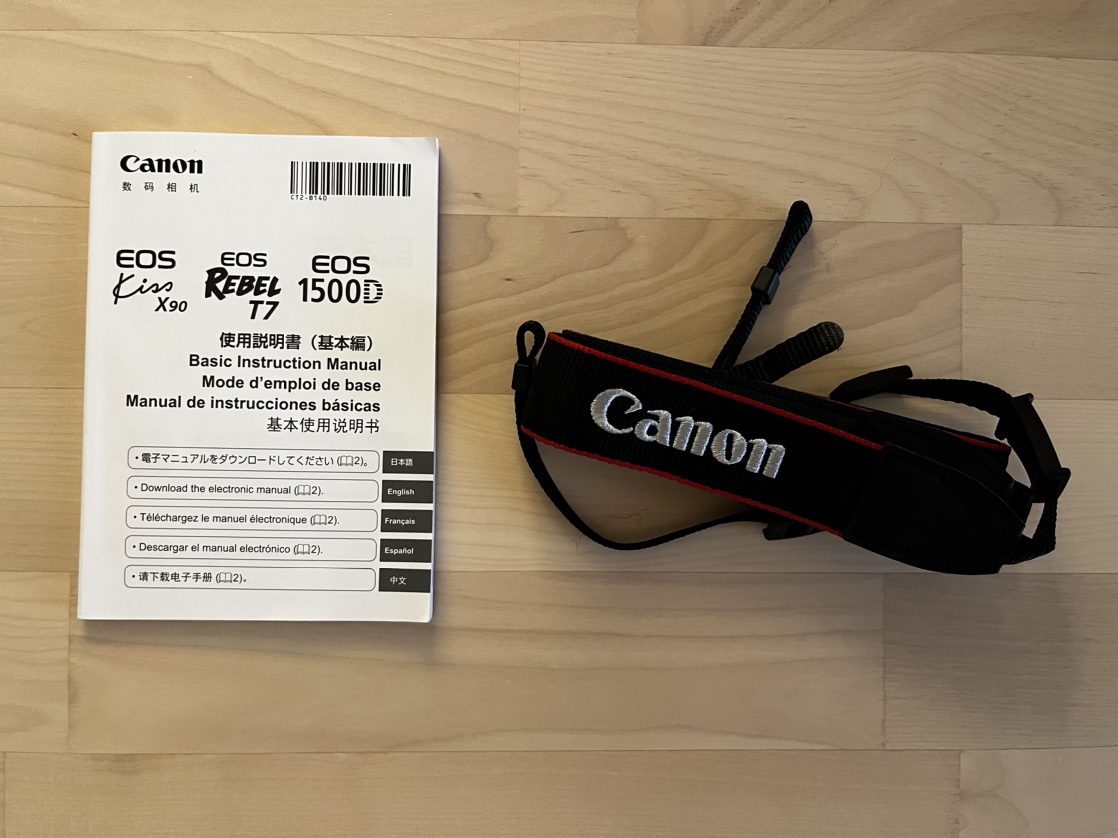 Canon
数码相机
CT2-B140
EOS Kiss X90
EOS REBEL T7
EOS 1500D
使用説明書（基本編）
Basic Instruction Manual
Mode d'emploi de base
Manual de instrucciones básicas
基本使用说明书
・電子マニュアルをダウンロードしてください (2)。 日本語
• Download the electronic manual (2). English
• Téléchargez le manuel électronique (2). Français
• Descargar el manual electrónico (2). Español
• 请下载电子手册 (2)。 中文
Canon